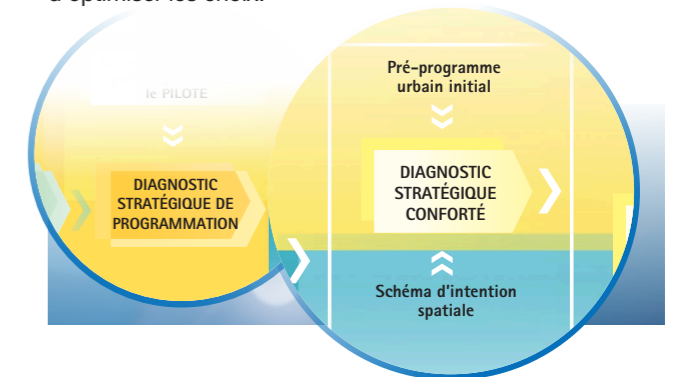 d'optimiser les choix.
le PILOTE
DIAGNOSTIC
STRATÉGIQUE DE
PROGRAMMATION
Pré-programme
urbain initial
DIAGNOSTIC
STRATÉGIQUE
CONFORTÉ
Schéma d'intention
spatiale